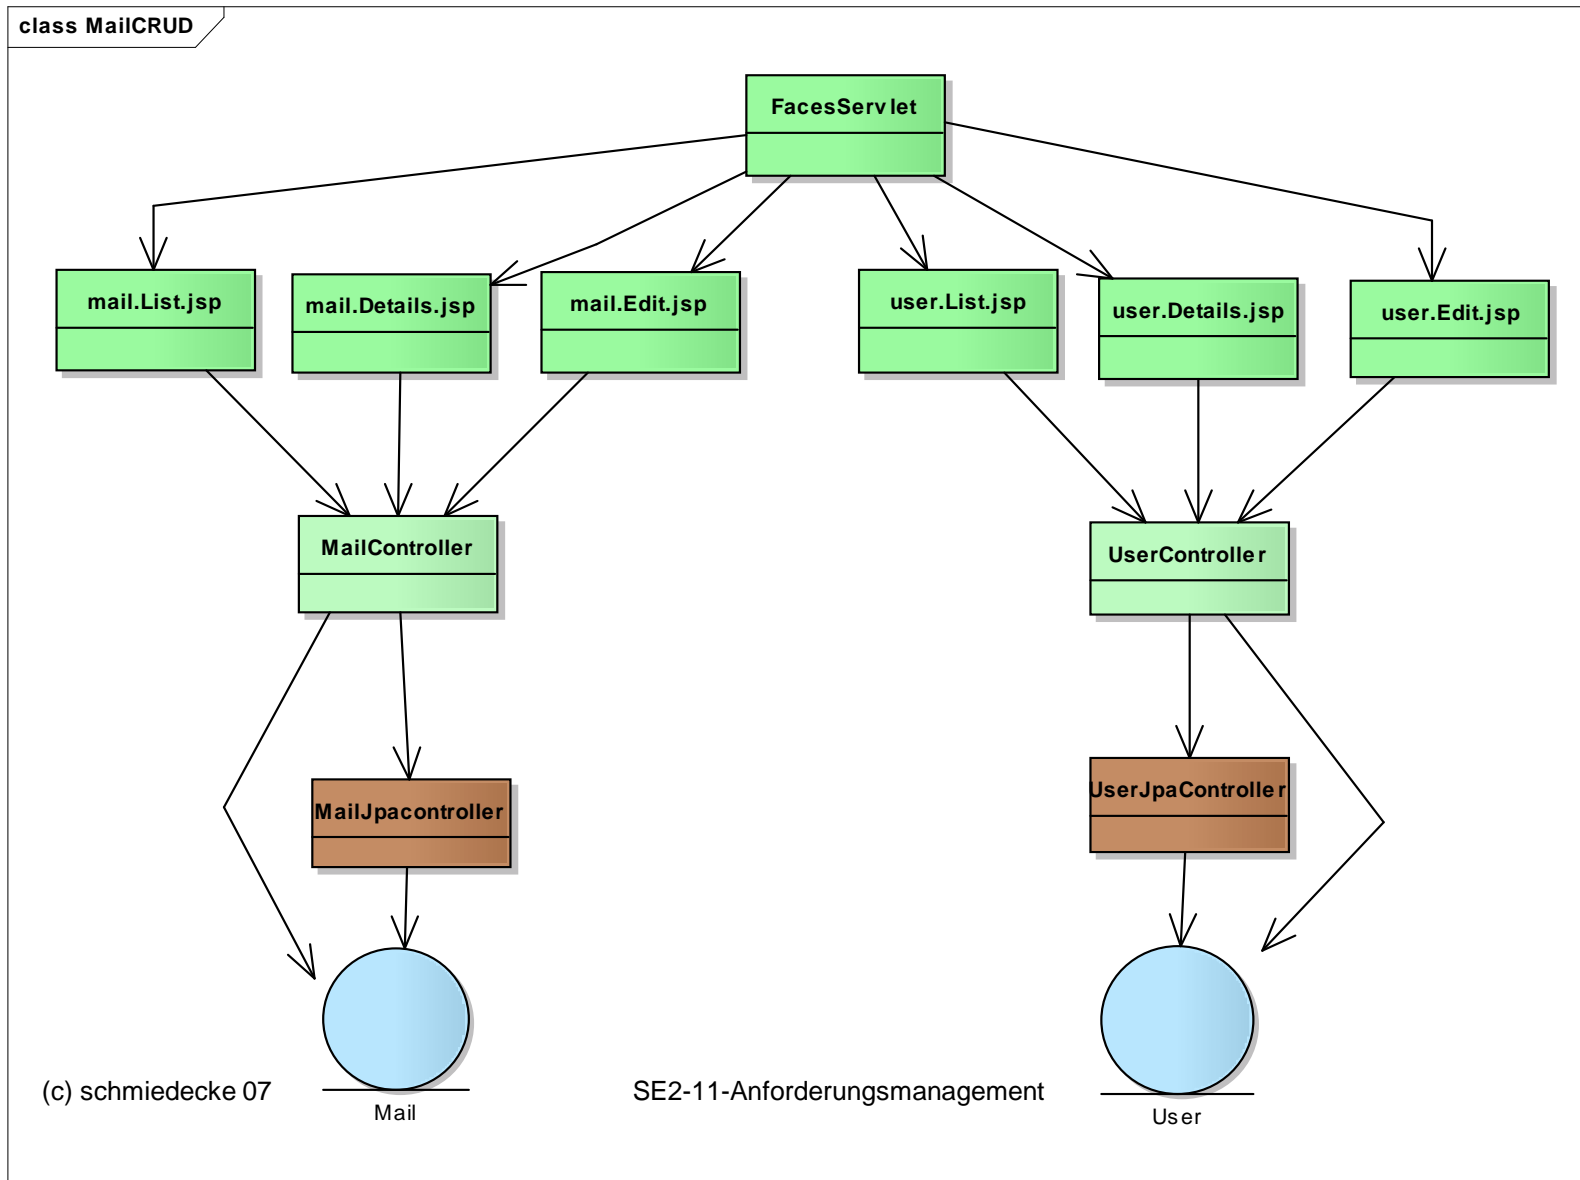 class MailCRUD
FacesServlet
mail.List.jsp
mail.Details.jsp
mail.Edit.jsp
user.List.jsp
user.Details.jsp
user.Edit.jsp
MailController
UserController
MailJpacontroller
UserJpaController
(c) schmiedecke 07
SE2-11-Anforderungsmanagement
Mail
User